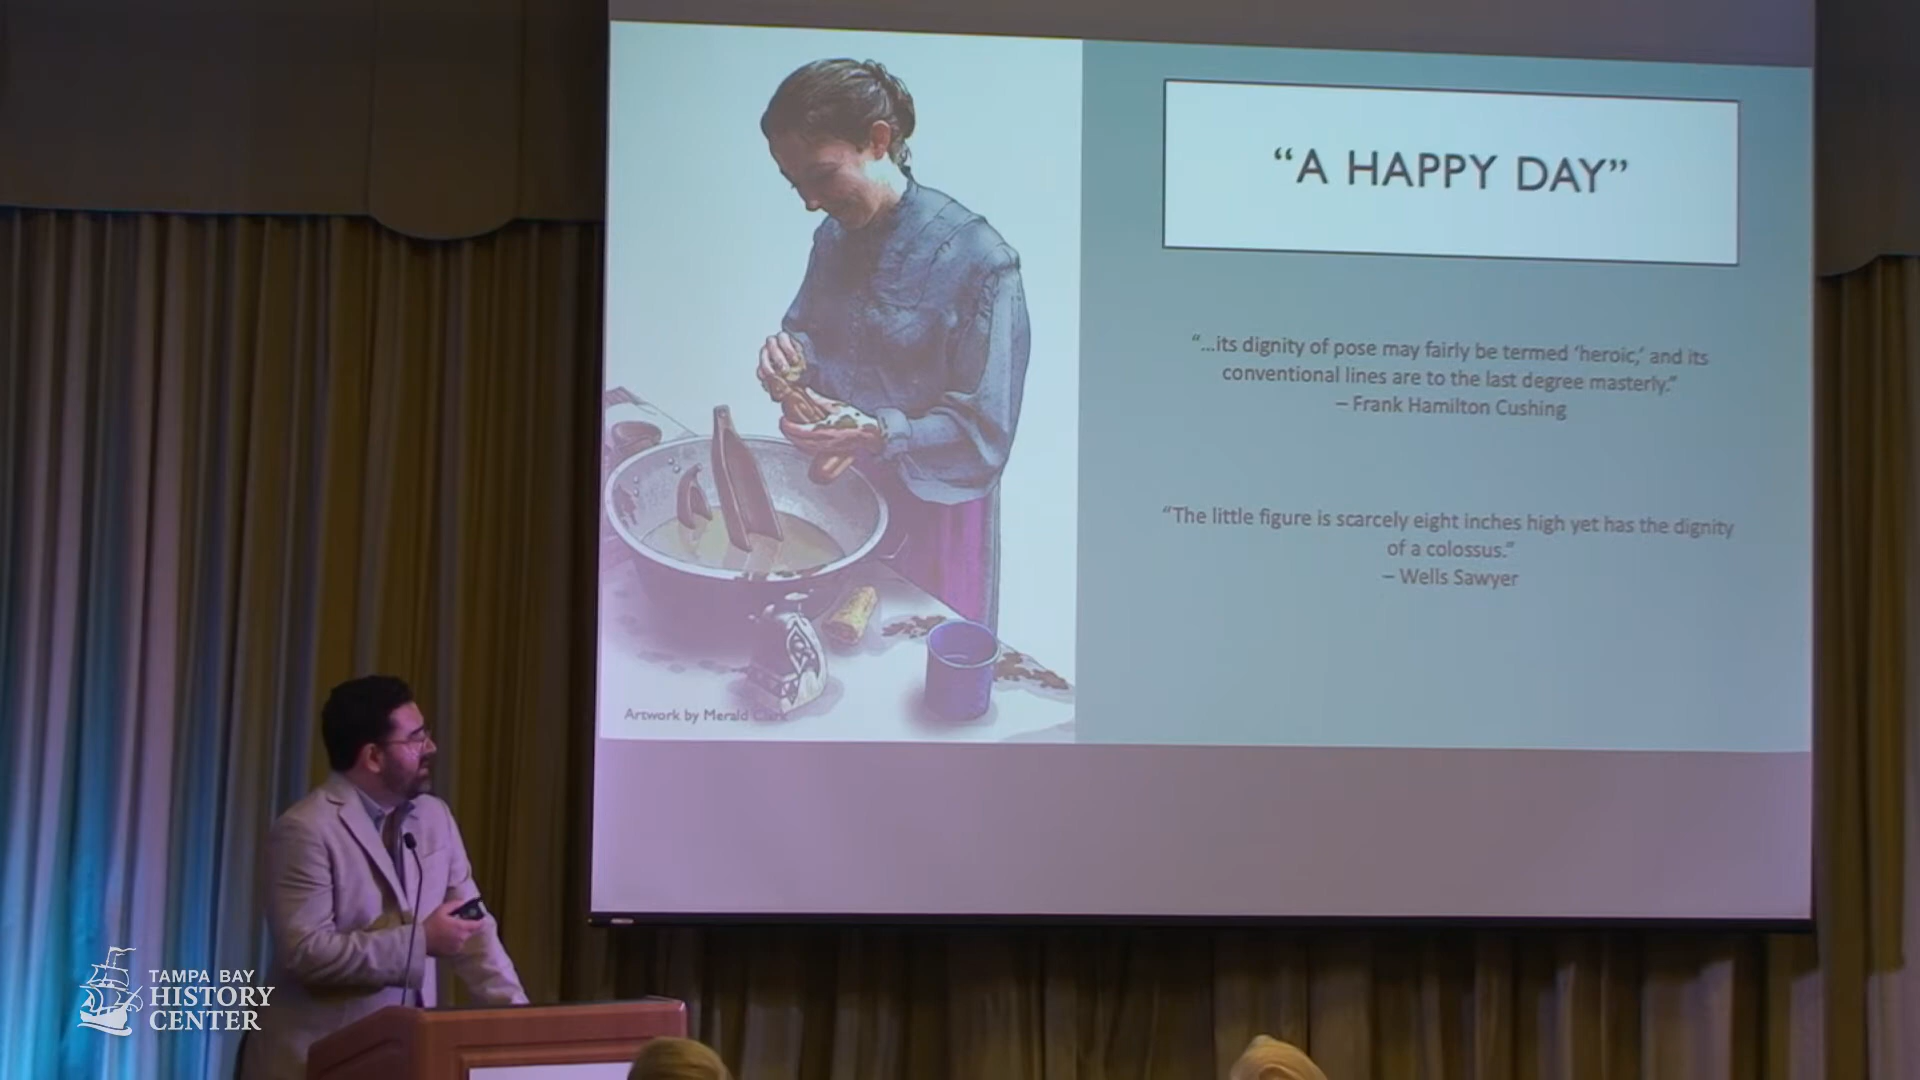 “A HAPPY DAY”
“...its dignity of pose may fairly be termed ‘heroic,’ and its
conventional lines are to the last degree masterly.”
– Frank Hamilton Cushing
“The little figure is scarcely eight inches high yet has the dignity
of a colossus.”
– Wells Sawyer
Artwork by Merald Clark
TAMPA BAY
HISTORY
CENTER